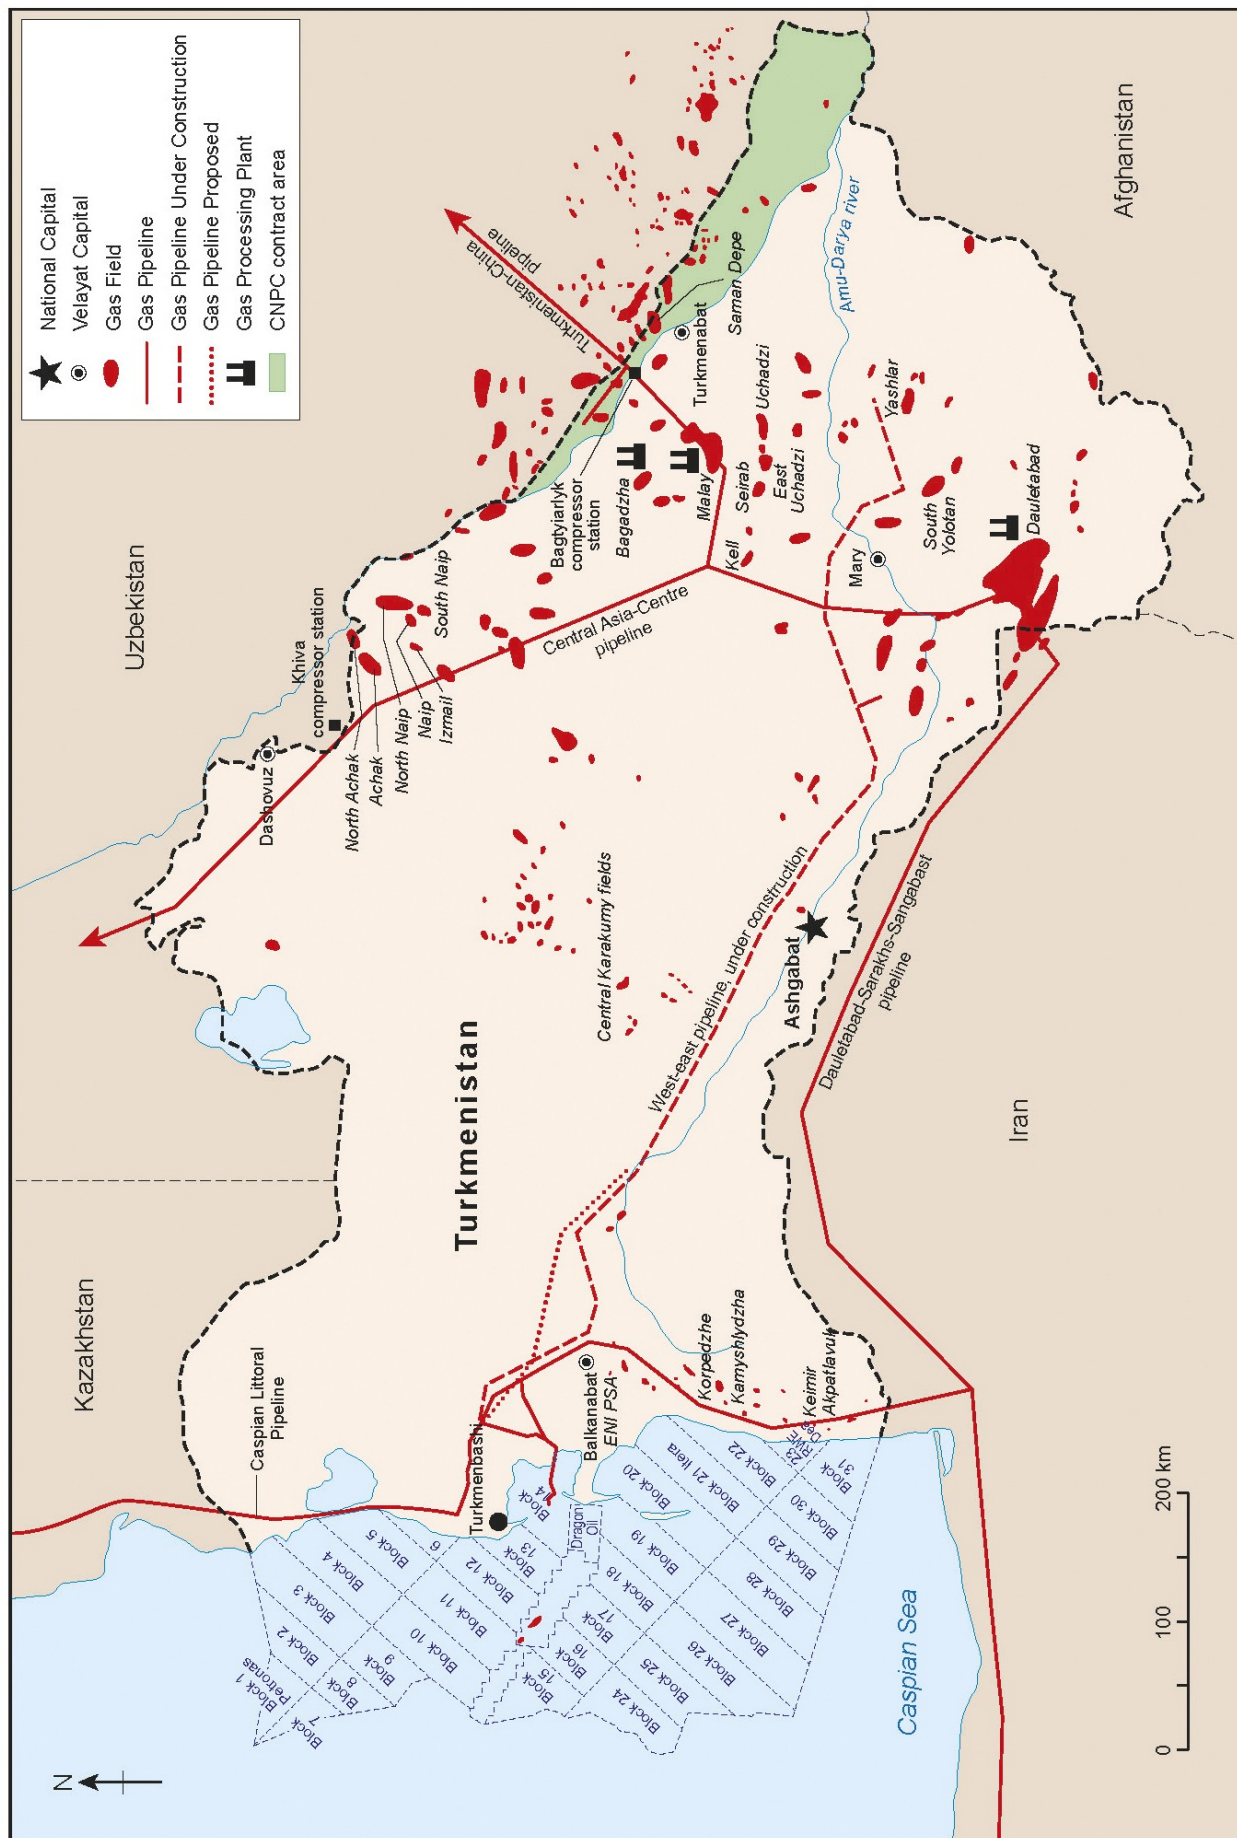 National Capital
Velayat Capital
Gas Field
Gas Pipeline
Gas Pipeline Under Construction
Gas Pipeline Proposed
Gas Processing Plant
CNPC contract area
N
Kazakhstan
Uzbekistan
Turkmenistan
Afghanistan
Iran
Caspian Sea
Amu-Darya river
Caspian Littoral
Pipeline
Turkmenbashi
Balkanabat
ENI PSA
Korpedzhe
Kamyshlydzha
Keimir
Akpatlavuk
Dashovuz
Khiva
compressor station
North Achak
Achak
North Naip
Naip
Izmail
South Naip
Central Asia-Centre
pipeline
Central Karakumy fields
West-east pipeline, under construction
Ashgabat
Dauletabad-Sarakhs-Sangabast
pipeline
Turkmenistan-China
pipeline
Bagtyiarlyk
compressor
station
Bagadzha
Malay
Kell
Seirab
East
Uchadzi
Uchadzi
Turkmenabat
Saman Depe
Yashlar
Mary
South
Yolotan
Dauletabad
Block 1
Petronas
Block 2
Block 3
Block 4
Block 5
6
Block
7
Block
8
Block
9
Block 10
Block 11
Block 12
Block
13
Block
14
Dragon
Oil
Block
15
Block
16
Block
17
Block 18
Block 19
Block 20
Block 21 Itera
Block 22
23
RWE
Dea
Block 24
Block 25
Block 26
Block 27
Block 28
Block 29
Block 30
Block
31
0
100
200 km